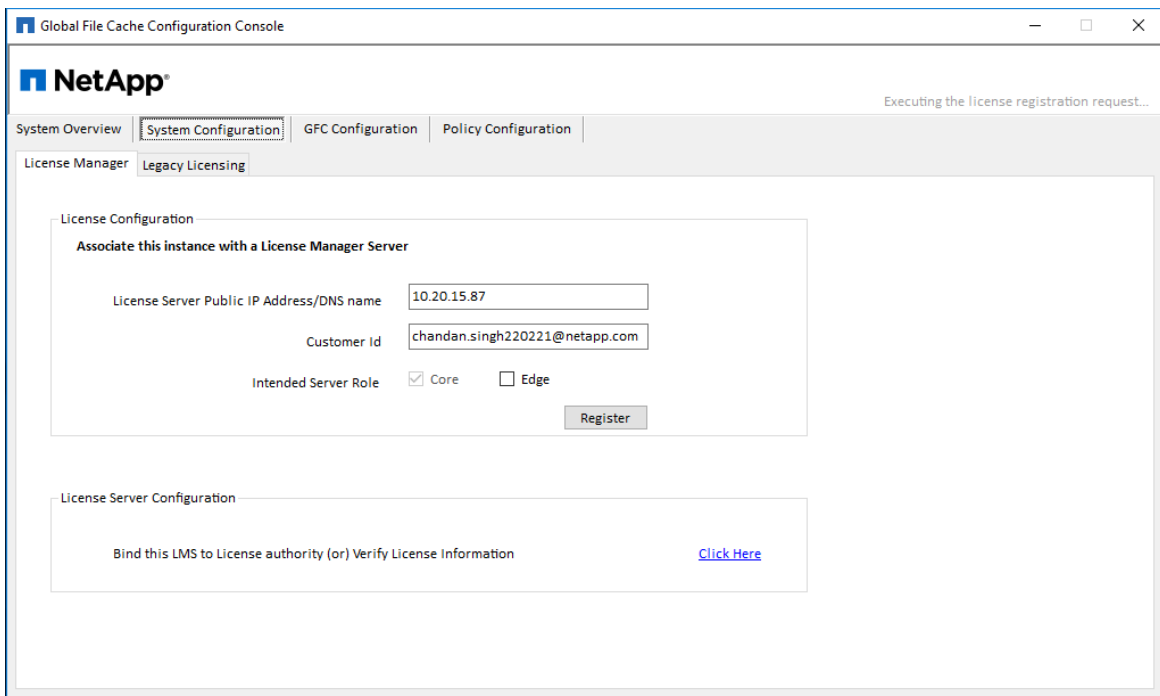 Global File Cache Configuration Console
NetApp®
Executing the license registration request...
System Overview System Configuration GFC Configuration Policy Configuration
License Manager Legacy Licensing
License Configuration
Associate this instance with a License Manager Server
License Server Public IP Address/DNS name 10.20.15.87
Customer Id chandan.singh220221@netapp.com
Intended Server Role Core Edge
Register
License Server Configuration
Bind this LMS to License authority (or) Verify License Information Click Here